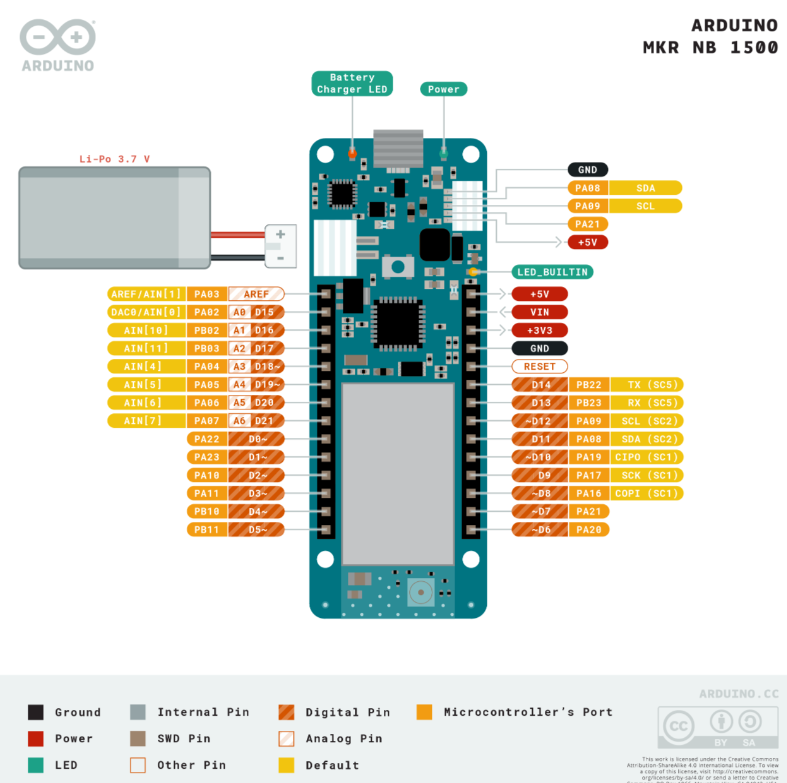 ARDUINO
ARDUINO
MKR NB 1500
Battery
Charger LED
Power
Li-Po 3.7 V
+
-
GND
PA08 SDA
PA09 SCL
PA21
+5V
LED_BUILTIN
AREF/AIN[1] PA03 AREF
DAC0/AIN[0] PA02 A0 D15
AIN[10] PB02 A1 D16
AIN[11] PB03 A2 D17
AIN[4] PA04 A3 D18~
AIN[5] PA05 A4 D19~
AIN[6] PA06 A5 D20
AIN[7] PA07 A6 D21
PA22 D0~
PA23 D1~
PA10 D2~
PA11 D3~
PB10 D4~
PB11 D5~
+5V
VIN
+3V3
GND
RESET
D14 PB22 TX (SC5)
D13 PB23 RX (SC5)
~D12 PA09 SCL (SC2)
D11 PA08 SDA (SC2)
~D10 PA19 CIPO (SC1)
D9 PA17 SCK (SC1)
~D8 PA16 COPI (SC1)
~D7 PA21
~D6 PA20
Ground
Power
LED
Internal Pin
SWD Pin
Other Pin
Digital Pin
Analog Pin
Default
Microcontroller's Port
ARDUINO.CC
cc
BY SA
This work is licensed under the Creative Commons
Attribution-ShareAlike 4.0 International License. To view
a copy of this license, visit http://creativecommons.
org/licenses/by-sa/4.0/ or send a letter to Creative